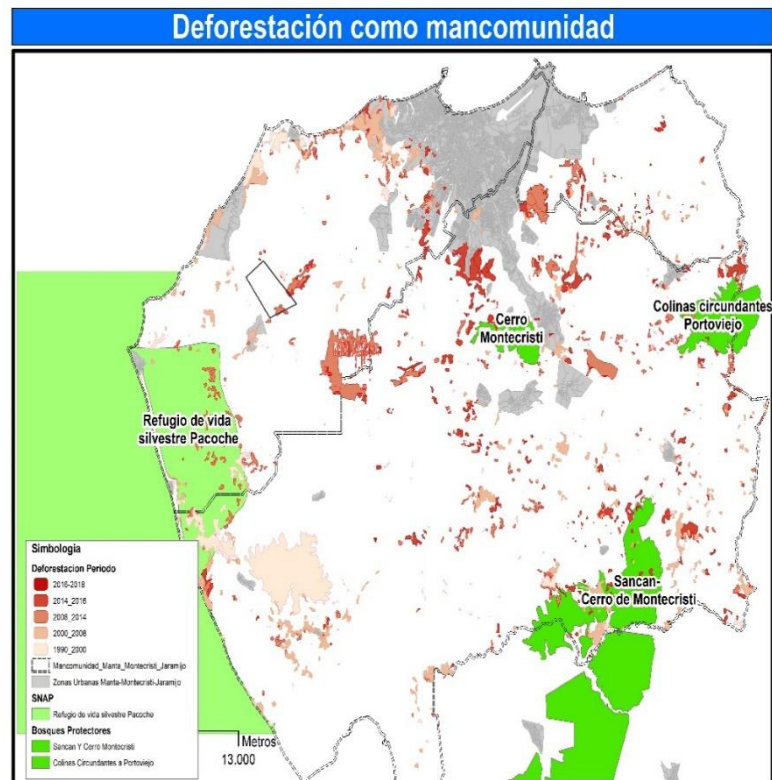 Deforestación como mancomunidad
Colinas circundantes
Portoviejo
Cerro
Montecristi
Refugio de vida
silvestre Pacoche
Sancan-
Cerro de Montecristi
Simbologia
Deforestacion Periodo
2016-2018
2014_2016
2008_2014
2000_2008
1990_2000
Mancomunidad_Manta_Montecristi_Jaramijo
Zonas Urbanas Manta-Montecristi-Jaramijo
SNAP
Refugio de vida silvestre Pacoche
Bosques Protectores
Sancan Y Cerro Montecristi
Colinas Circundantes a Portoviejo
Metros
13.000